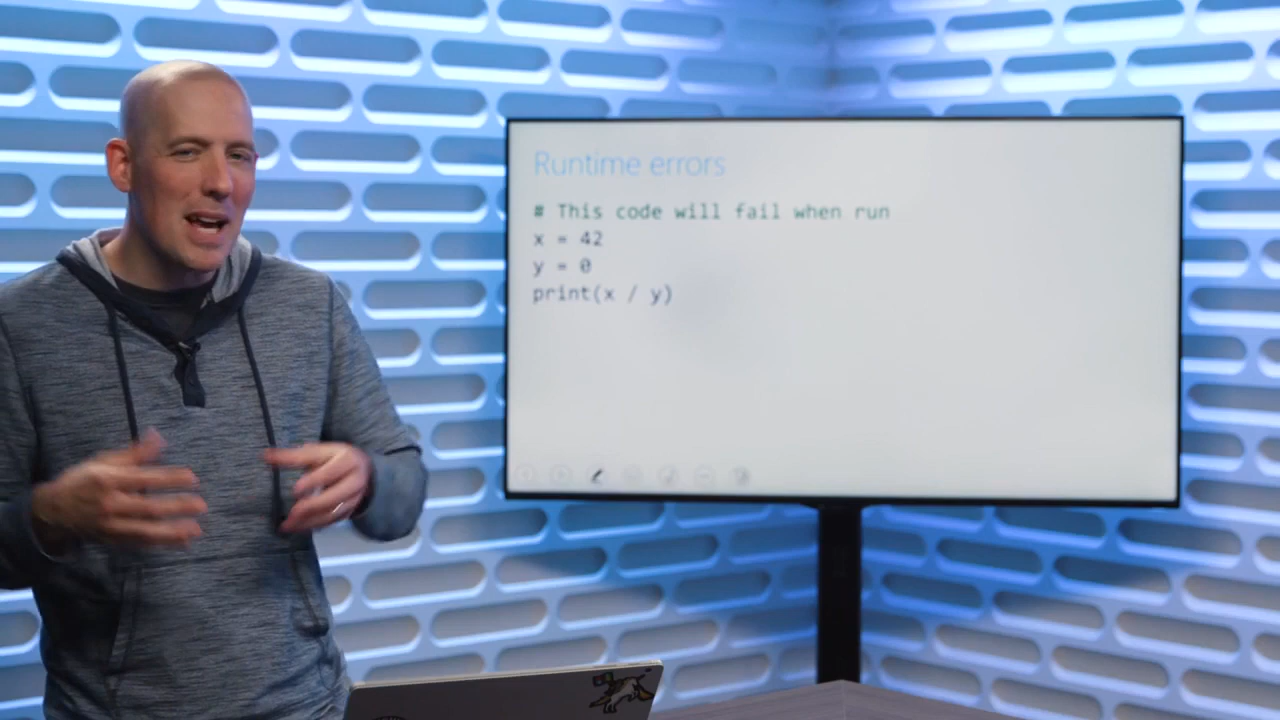 Runtime errors
# This code will fail when run
x = 42
y = 0
print(x / y)